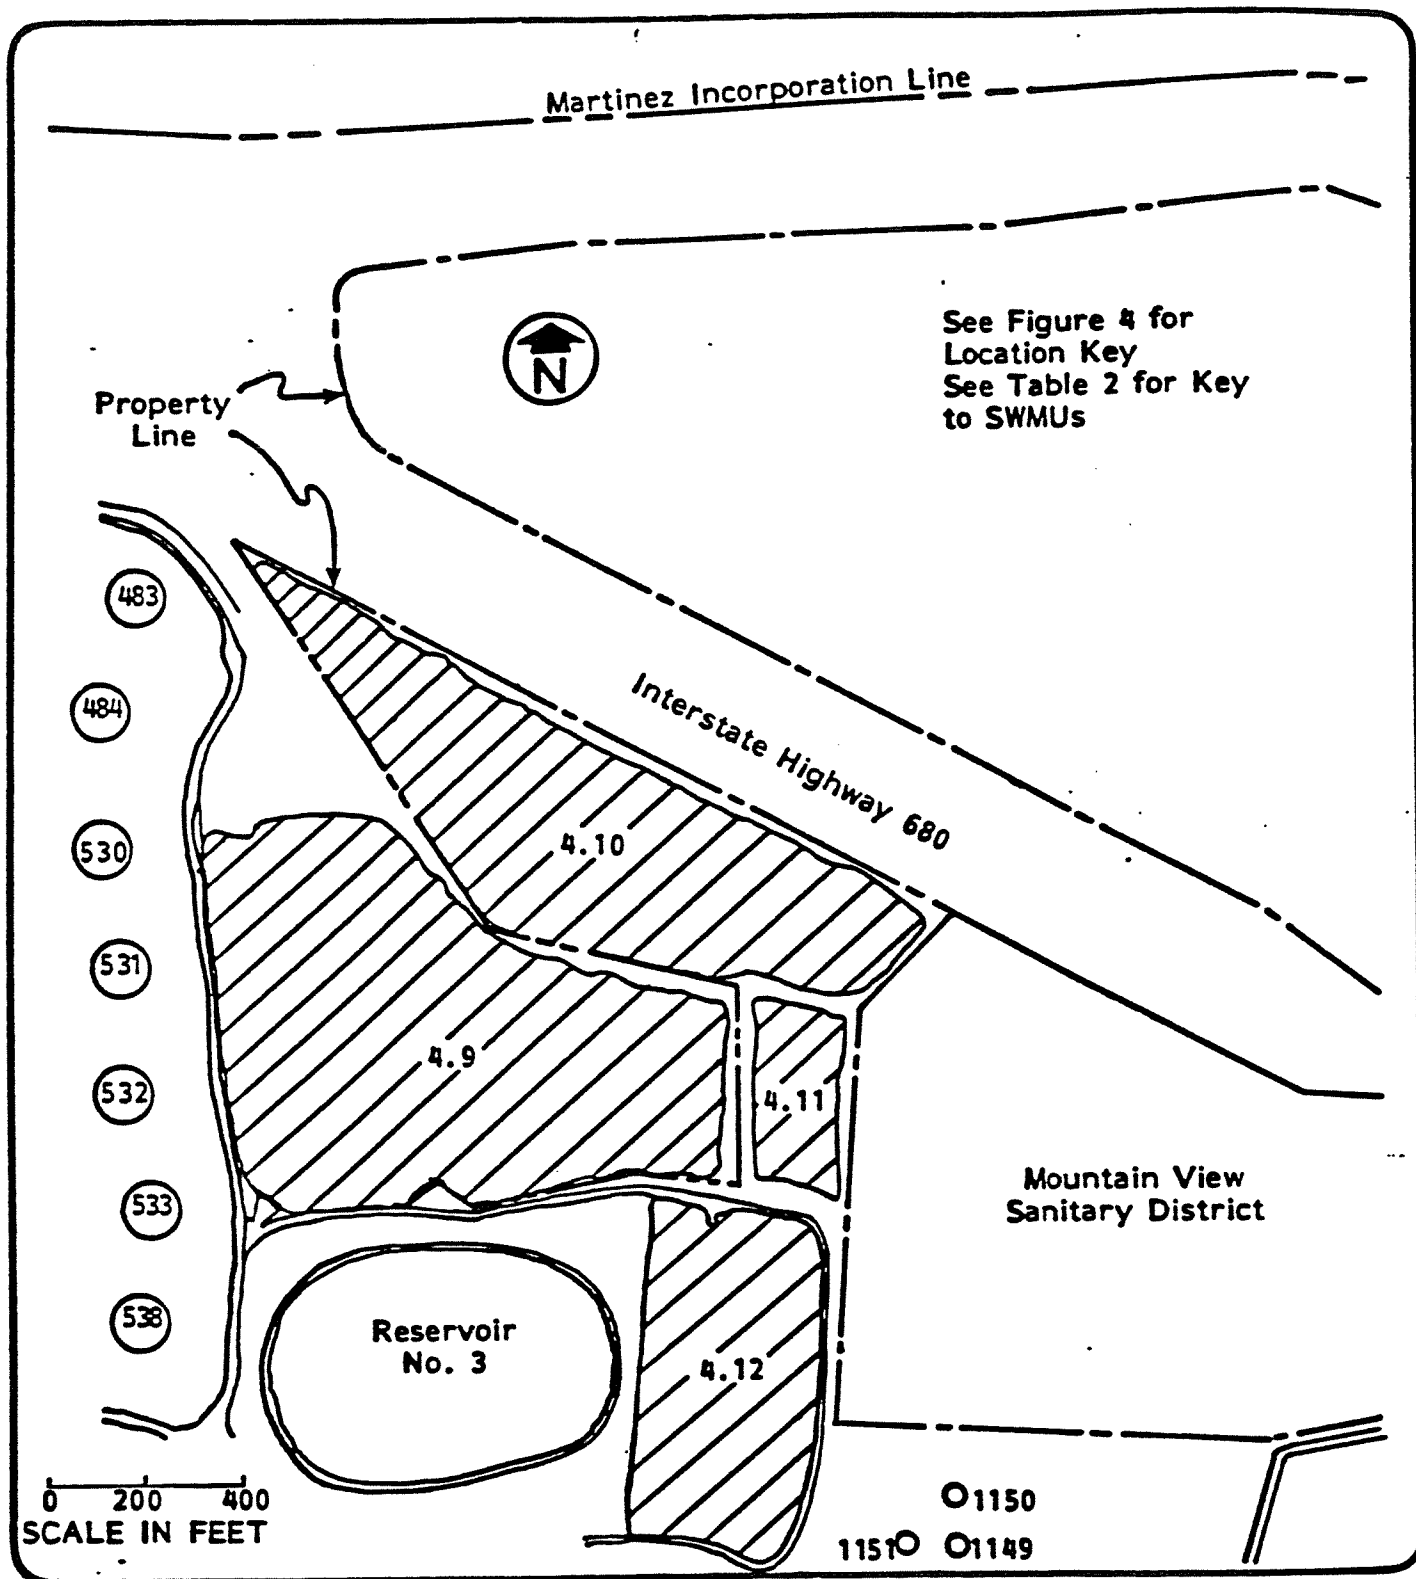 Martinez Incorporation Line
N
See Figure 4 for
Location Key
See Table 2 for Key
to SWMUs
Property
Line
483
484
Interstate Highway 680
530
4.10
531
4.9
532
4.11
533
Mountain View
Sanitary District
538
Reservoir
No. 3
4.12
0 200 400
SCALE IN FEET
1150
1151 1149